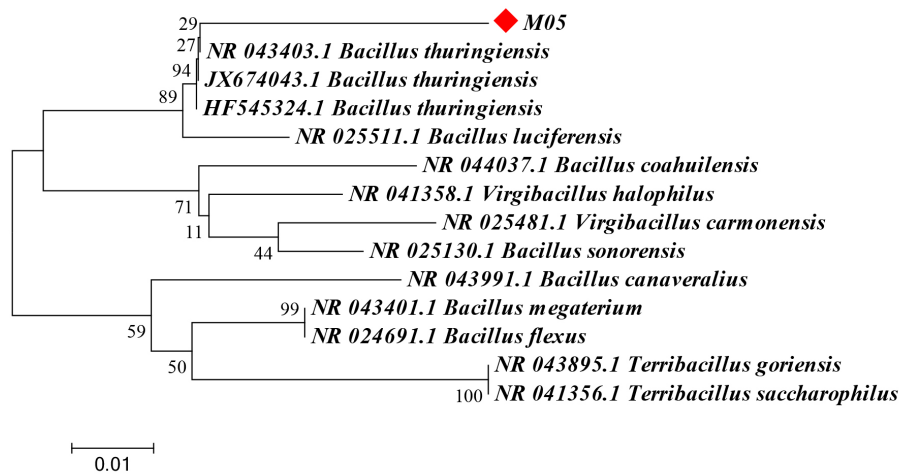 29
M05
27
NR 043403.1 Bacillus thuringiensis
94
JX674043.1 Bacillus thuringiensis
89
HF545324.1 Bacillus thuringiensis
NR 025511.1 Bacillus luciferensis
NR 044037.1 Bacillus coahuilensis
NR 041358.1 Virgibacillus halophilus
71
NR 025481.1 Virgibacillus carmonensis
11
NR 025130.1 Bacillus sonorensis
44
NR 043991.1 Bacillus canaveralius
99
NR 043401.1 Bacillus megaterium
59
NR 024691.1 Bacillus flexus
50
NR 043895.1 Terribacillus goriensis
100
NR 041356.1 Terribacillus saccharophilus
0.01